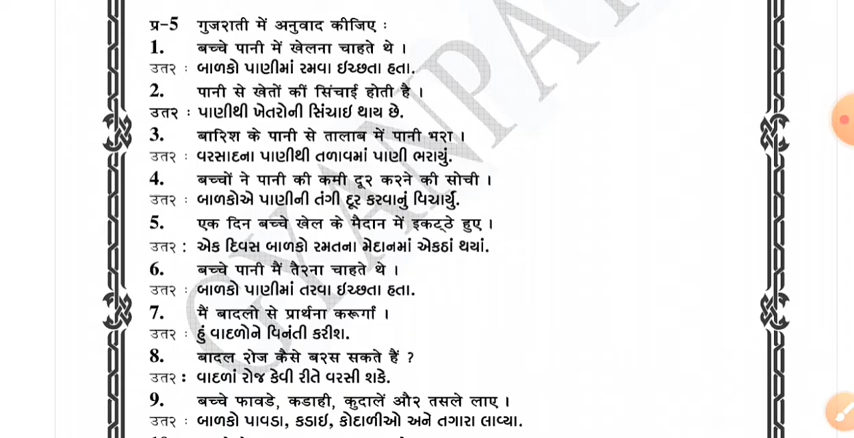 प्र-5 गुजराती में अनुवाद कीजिए :
1. बच्चे पानी में खेलना चाहते थे ।
उत्तर : બાળકો પાણીમાં રમવા ઈચ્છતા હતા.
2. पानी से खेतों कीं सिंचाई होती है ।
उत्तर : પાણીથી ખેતરોની સિંચાઈ થાય છે.
3. बारिश के पानी से तालाब में पानी भरा ।
उत्तर : વરસાદના પાણીથી તળાવમાં પાણી ભરાયું.
4. बच्चों ने पानी की कमी दूर करने की सोची ।
उत्तर : બાળકોએ પાણીની તંગી દૂર કરવાનું વિચાર્યું.
5. एक दिन बच्चे खेल के मैदान में इकट्ठे हुए ।
उत्तर : એક દિવસ બાળકો રમતના મેદાનમાં એકઠાં થયાં.
6. बच्चे पानी मैं तैरना चाहते थे ।
उत्तर : બાળકો પાણીમાં તરવા ઈચ્છતા હતા.
7. मैं बादलो से प्रार्थना करूगाँ ।
उत्तर : હું વાદળોને વિનંતી કરીશ.
8. बादल रोज कैसे बरस सकते हैं ?
उत्तर : વાદળાં રોજ કેવી રીતે વરસી શકે.
9. बच्चे फावडे, कडाही, कुदालें और तसले लाए ।
उत्तर : બાળકો પાવડા, કડાઈ, કોદાળીઓ અને તગારા લાવ્યા.
GYANPA